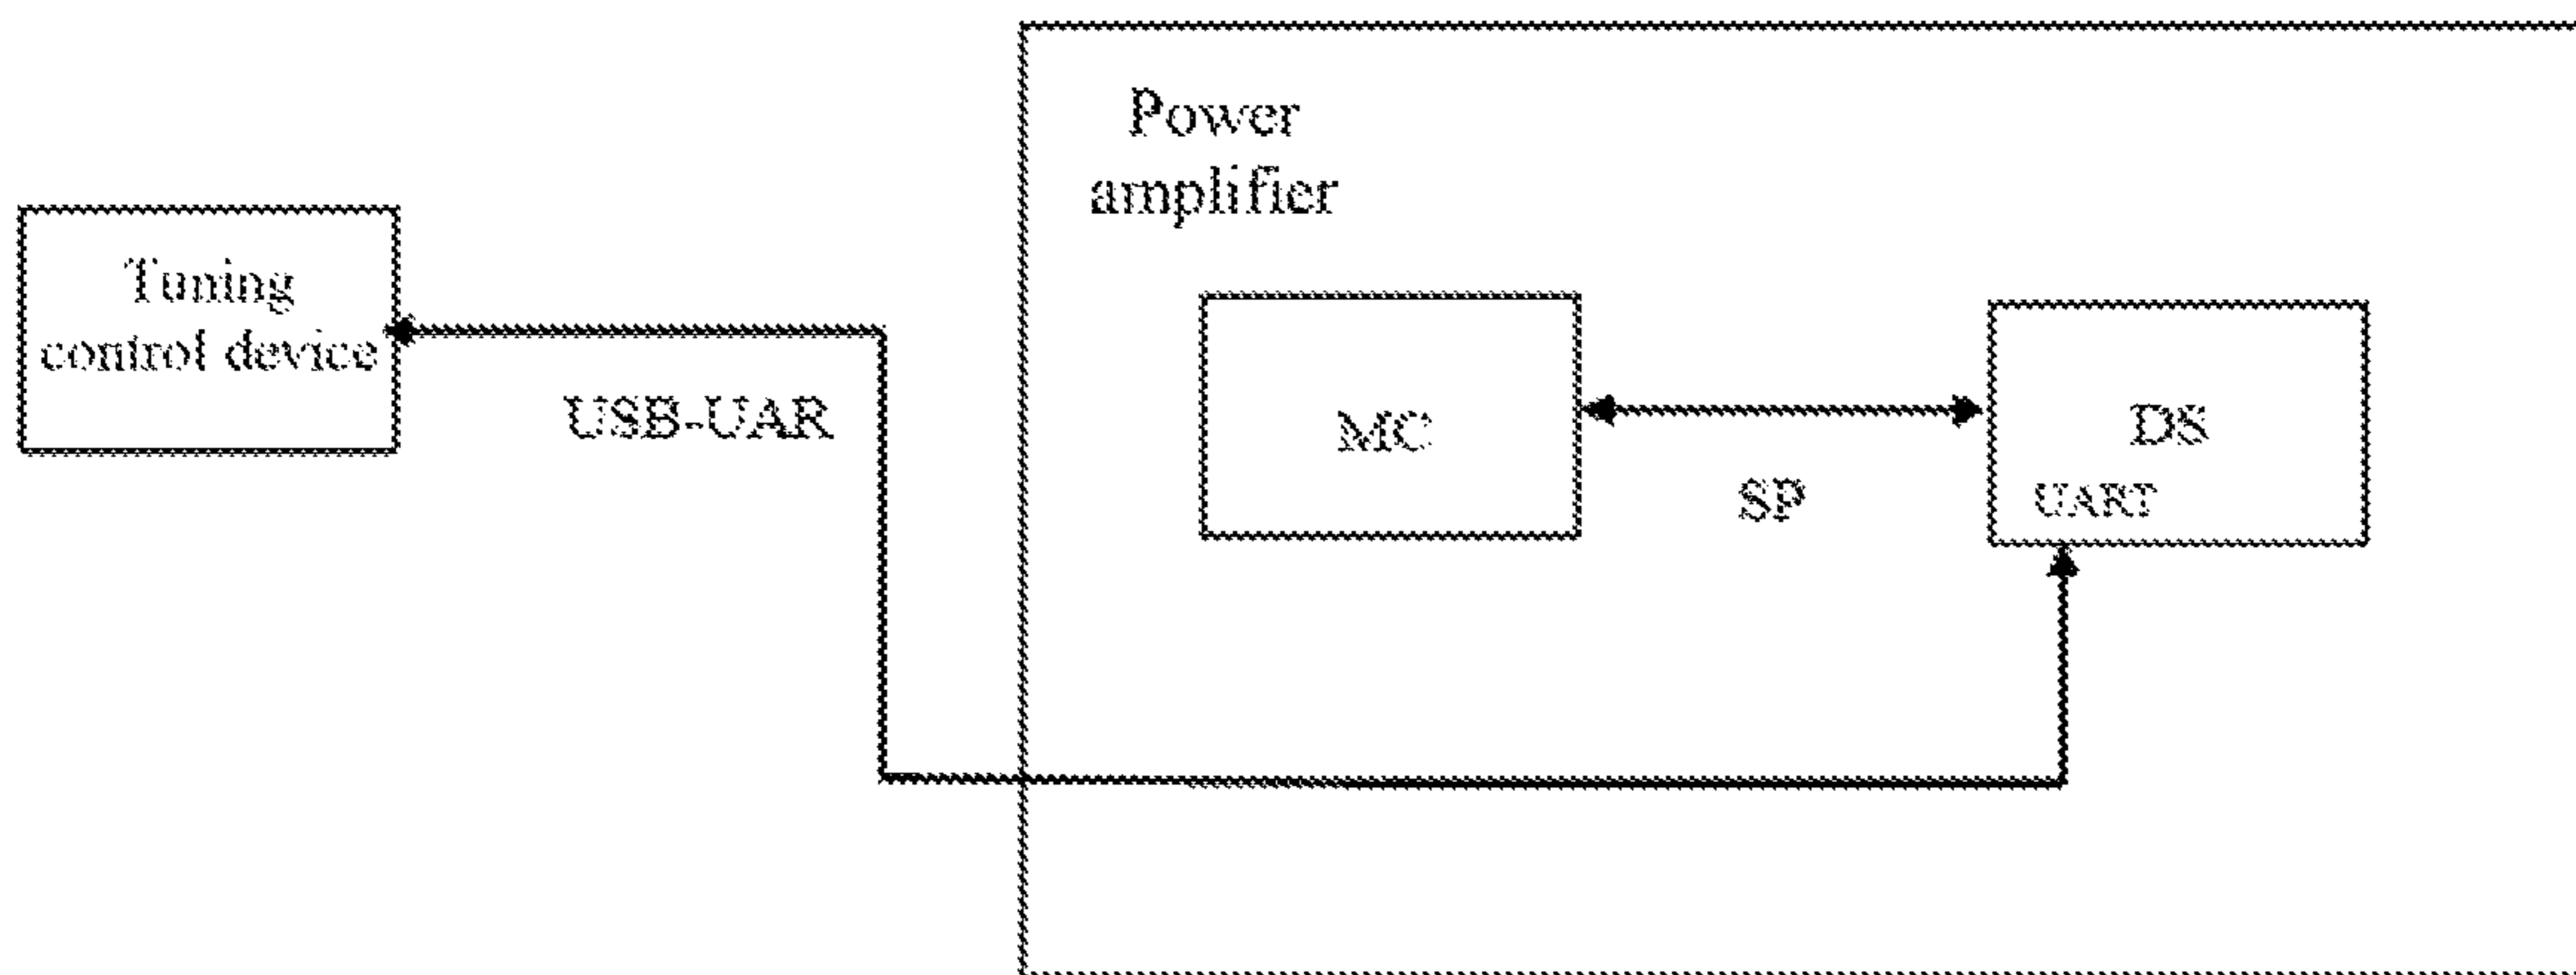 Power
amplifier
Tuning
control device
USB-UAR
MC
DS
SP
UART